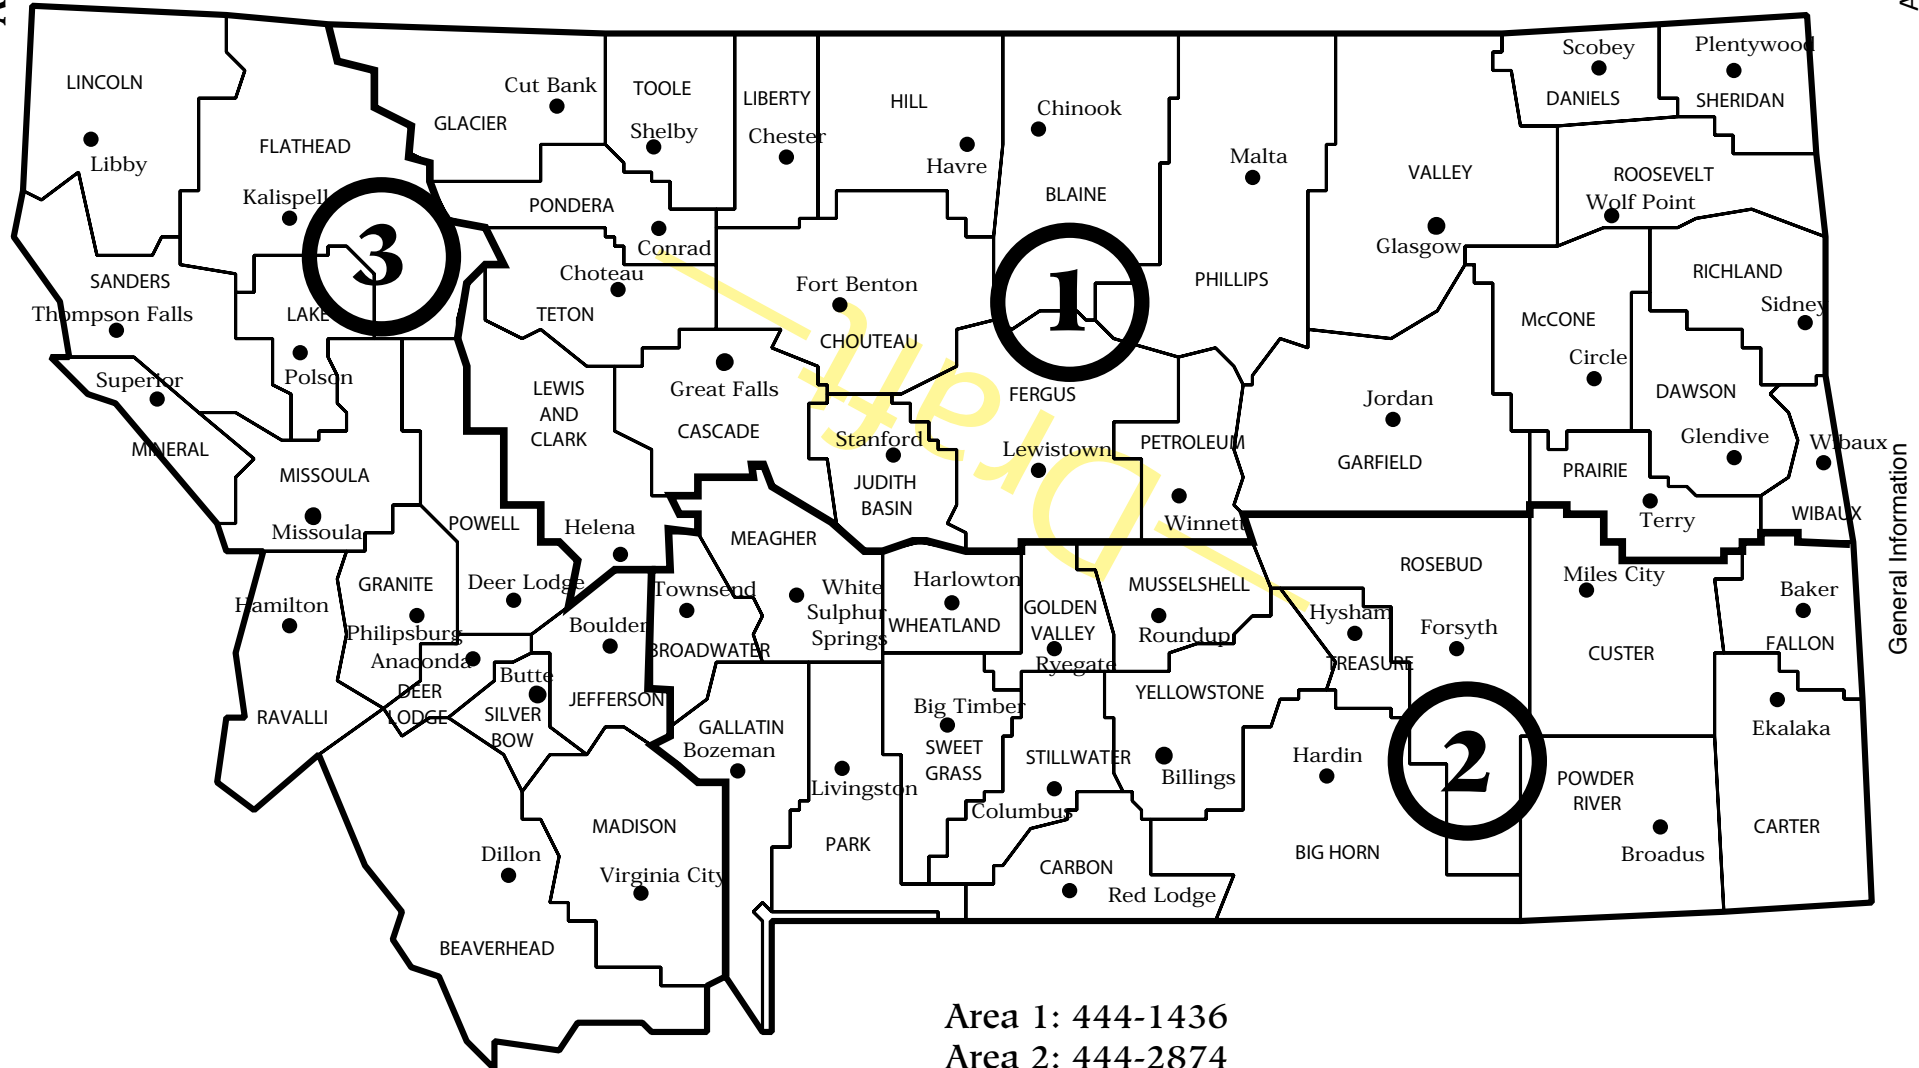 Scobey
Plentywood
LINCOLN
Cut Bank
TOOLE
LIBERTY
HILL
Chinook
DANIELS
SHERIDAN
GLACIER
Shelby
Chester
FLATHEAD
Libby
Havre
Malta
VALLEY
ROOSEVELT
Kalispell
PONDERA
BLAINE
Wolf Point
Conrad
Glasgow
3
Choteau
1
SANDERS
Fort Benton
PHILLIPS
RICHLAND
Thompson Falls
LAKE
TETON
Sidney
McCONE
CHOUTEAU
Circle
Superior
Polson
Great Falls
FERGUS
Jordan
DAWSON
LEWIS
AND
CLARK
CASCADE
Stanford
Lewistown
PETROLEUM
Glendive
Wibaux
MINERAL
MISSOULA
JUDITH
BASIN
GARFIELD
PRAIRIE
Draft
Missoula
POWELL
Helena
MEAGHER
Winnett
Terry
WIBAUX
General Information
GRANITE
Deer Lodge
Townsend
White
Sulphur
Springs
Harlowton
WHEATLAND
GOLDEN
VALLEY
MUSSELSHELL
ROSEBUD
Miles City
Baker
Hamilton
Philipsburg
Boulder
BROADWATER
Roundup
Hysham
Forsyth
FALLON
Anaconda
Ryegate
TREASURE
CUSTER
DEER
LODGE
Butte
JEFFERSON
YELLOWSTONE
RAVALLI
SILVER
BOW
GALLATIN
Bozeman
Big Timber
SWEET
GRASS
STILLWATER
Billings
Hardin
2
Ekalaka
Livingston
Columbus
POWDER
RIVER
MADISON
PARK
CARTER
Dillon
Virginia City
CARBON
Red Lodge
BIG HORN
Broadus
BEAVERHEAD
Area 1: 444-1436
Area 2: 444-2874